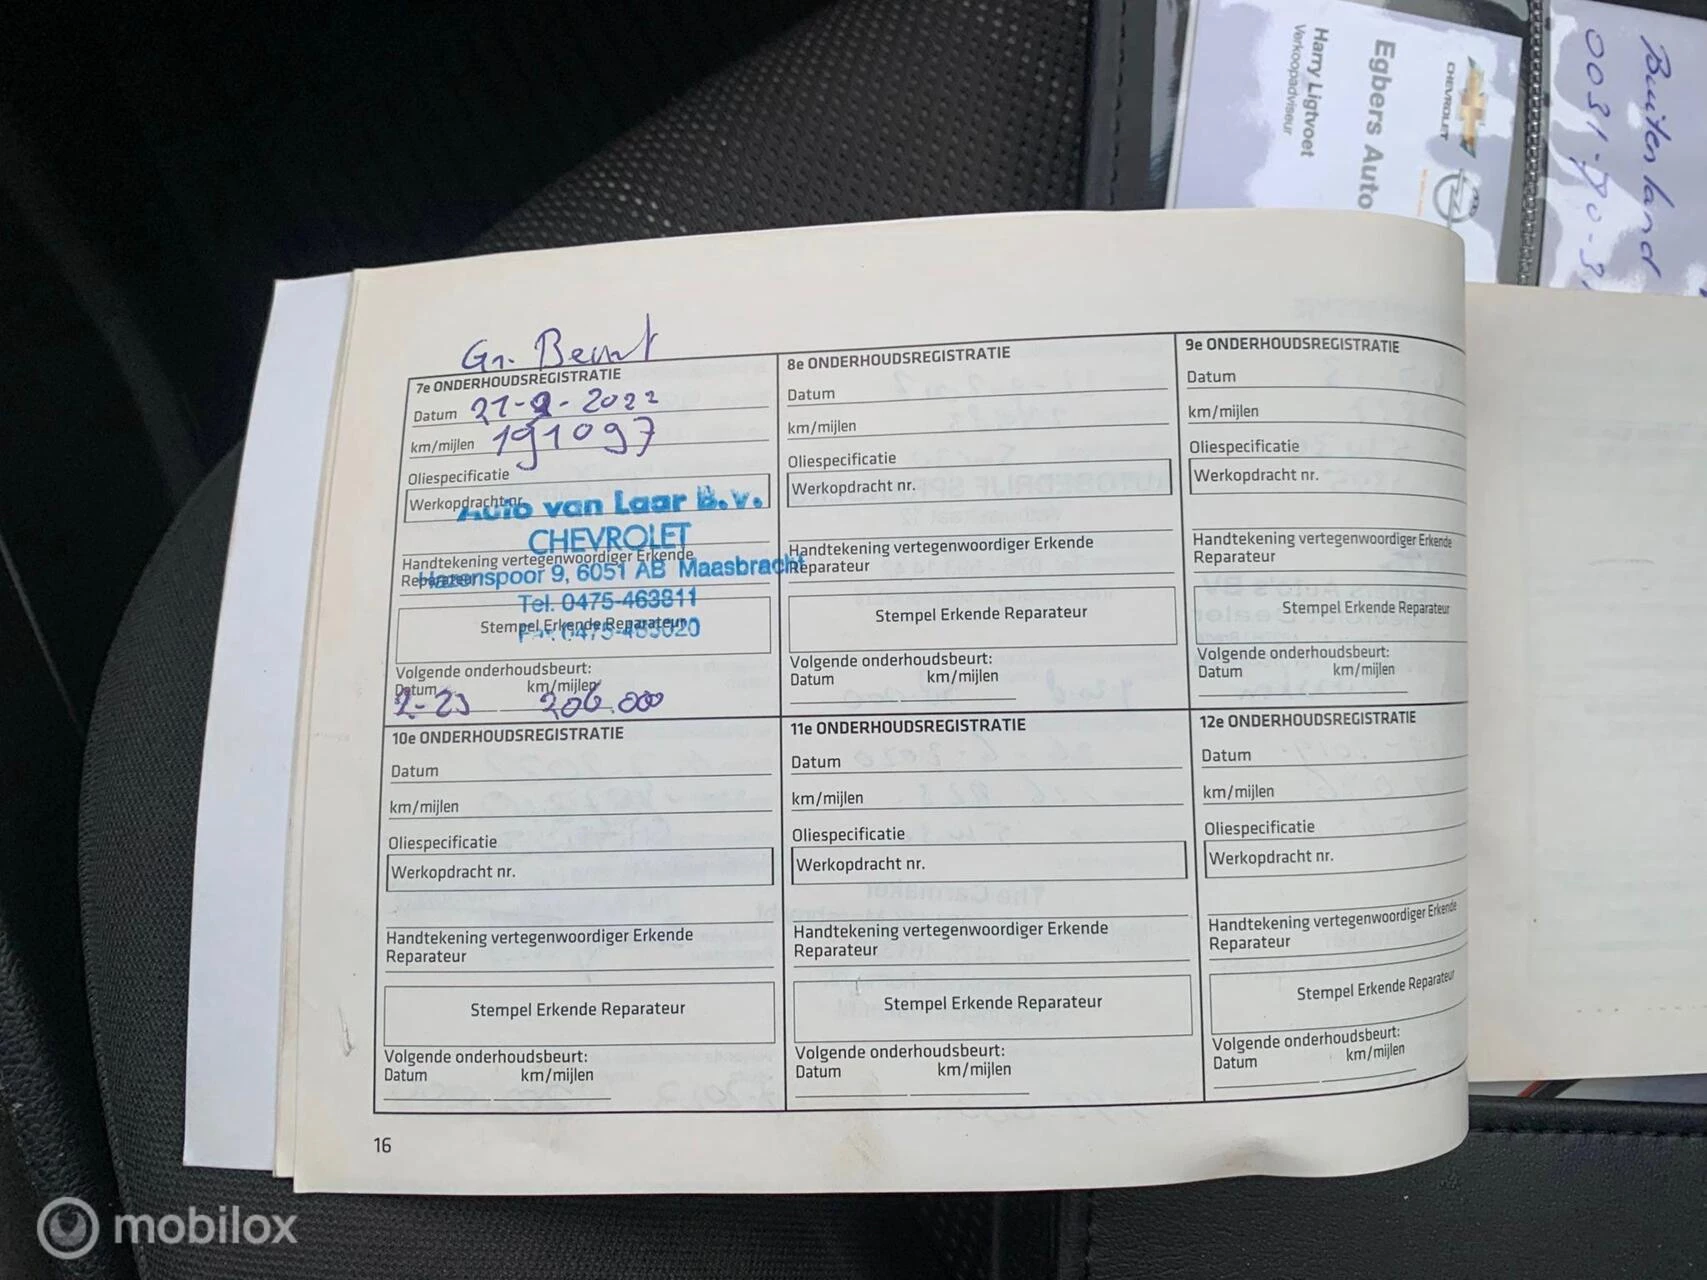 Buitenland
0031-70-3
CHEVROLET
Egbers Auto
Harry Ligtvoet
Verkoopadviseur
Gr. Beurt
7e ONDERHOUDSREGISTRATIE
Datum 21-2-2022
km/mijlen 191097
Oliespecificatie
Werkopdracht nr.
Auto van Laar B.v.
CHEVROLET
Handtekening vertegenwoordiger Erkende
Reparateur
Hazenspoor 9, 6051 AB Maasbracht
Tel. 0475-463811
Stempel Erkende Reparateur
Fax 0475-463020
Volgende onderhoudsbeurt:
Datum km/mijlen
2-23 206.000
8e ONDERHOUDSREGISTRATIE
Datum
km/mijlen
Oliespecificatie
Werkopdracht nr.
Handtekening vertegenwoordiger Erkende
Reparateur
Stempel Erkende Reparateur
Volgende onderhoudsbeurt:
Datum km/mijlen
9e ONDERHOUDSREGISTRATIE
Datum
km/mijlen
Oliespecificatie
Werkopdracht nr.
Handtekening vertegenwoordiger Erkende
Reparateur
Stempel Erkende Reparateur
Volgende onderhoudsbeurt:
Datum km/mijlen
10e ONDERHOUDSREGISTRATIE
Datum
km/mijlen
Oliespecificatie
Werkopdracht nr.
Handtekening vertegenwoordiger Erkende
Reparateur
Stempel Erkende Reparateur
Volgende onderhoudsbeurt:
Datum km/mijlen
11e ONDERHOUDSREGISTRATIE
Datum
km/mijlen
Oliespecificatie
Werkopdracht nr.
Handtekening vertegenwoordiger Erkende
Reparateur
Stempel Erkende Reparateur
Volgende onderhoudsbeurt:
Datum km/mijlen
12e ONDERHOUDSREGISTRATIE
Datum
km/mijlen
Oliespecificatie
Werkopdracht nr.
Handtekening vertegenwoordiger Erkende
Reparateur
Stempel Erkende Reparateur
Volgende onderhoudsbeurt:
Datum km/mijlen
16
mobilox